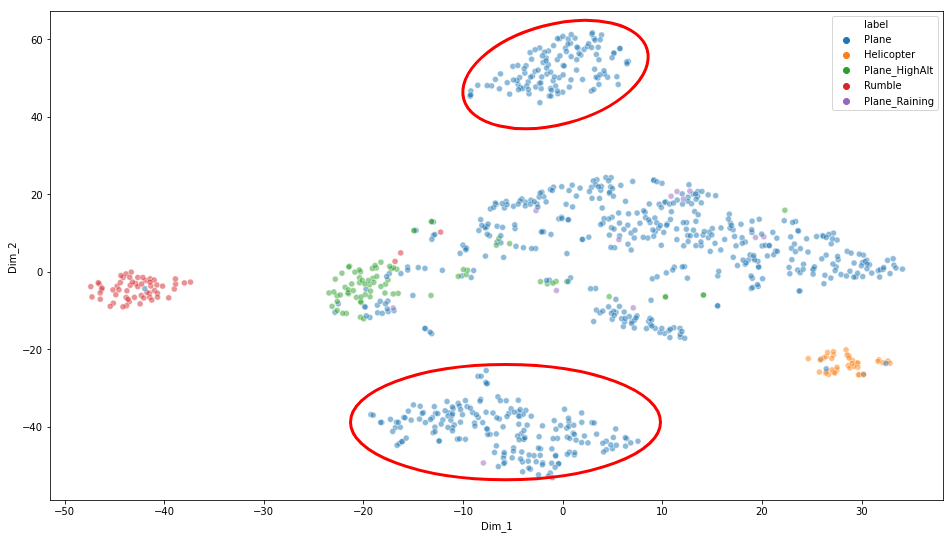 label
Plane
Helicopter
Plane_HighAlt
Rumble
Plane_Raining
60
40
20
0
−20
−40
Dim_2
−50 −40 −30 −20 −10 0 10 20 30
Dim_1